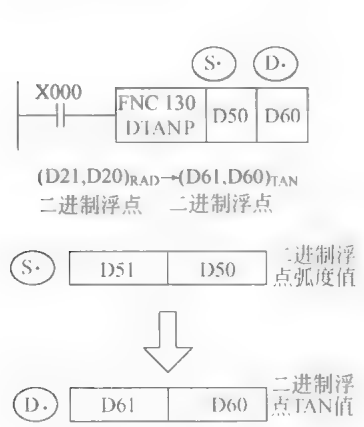 S· D·
X000
FNC 130
DTANP D50 D60
(D21,D20)RAD→(D61,D60)TAN
二进制浮点 二进制浮点
S· D51 D50 二进制浮
点弧度值
D· D61 D60 二进制浮
点TAN值